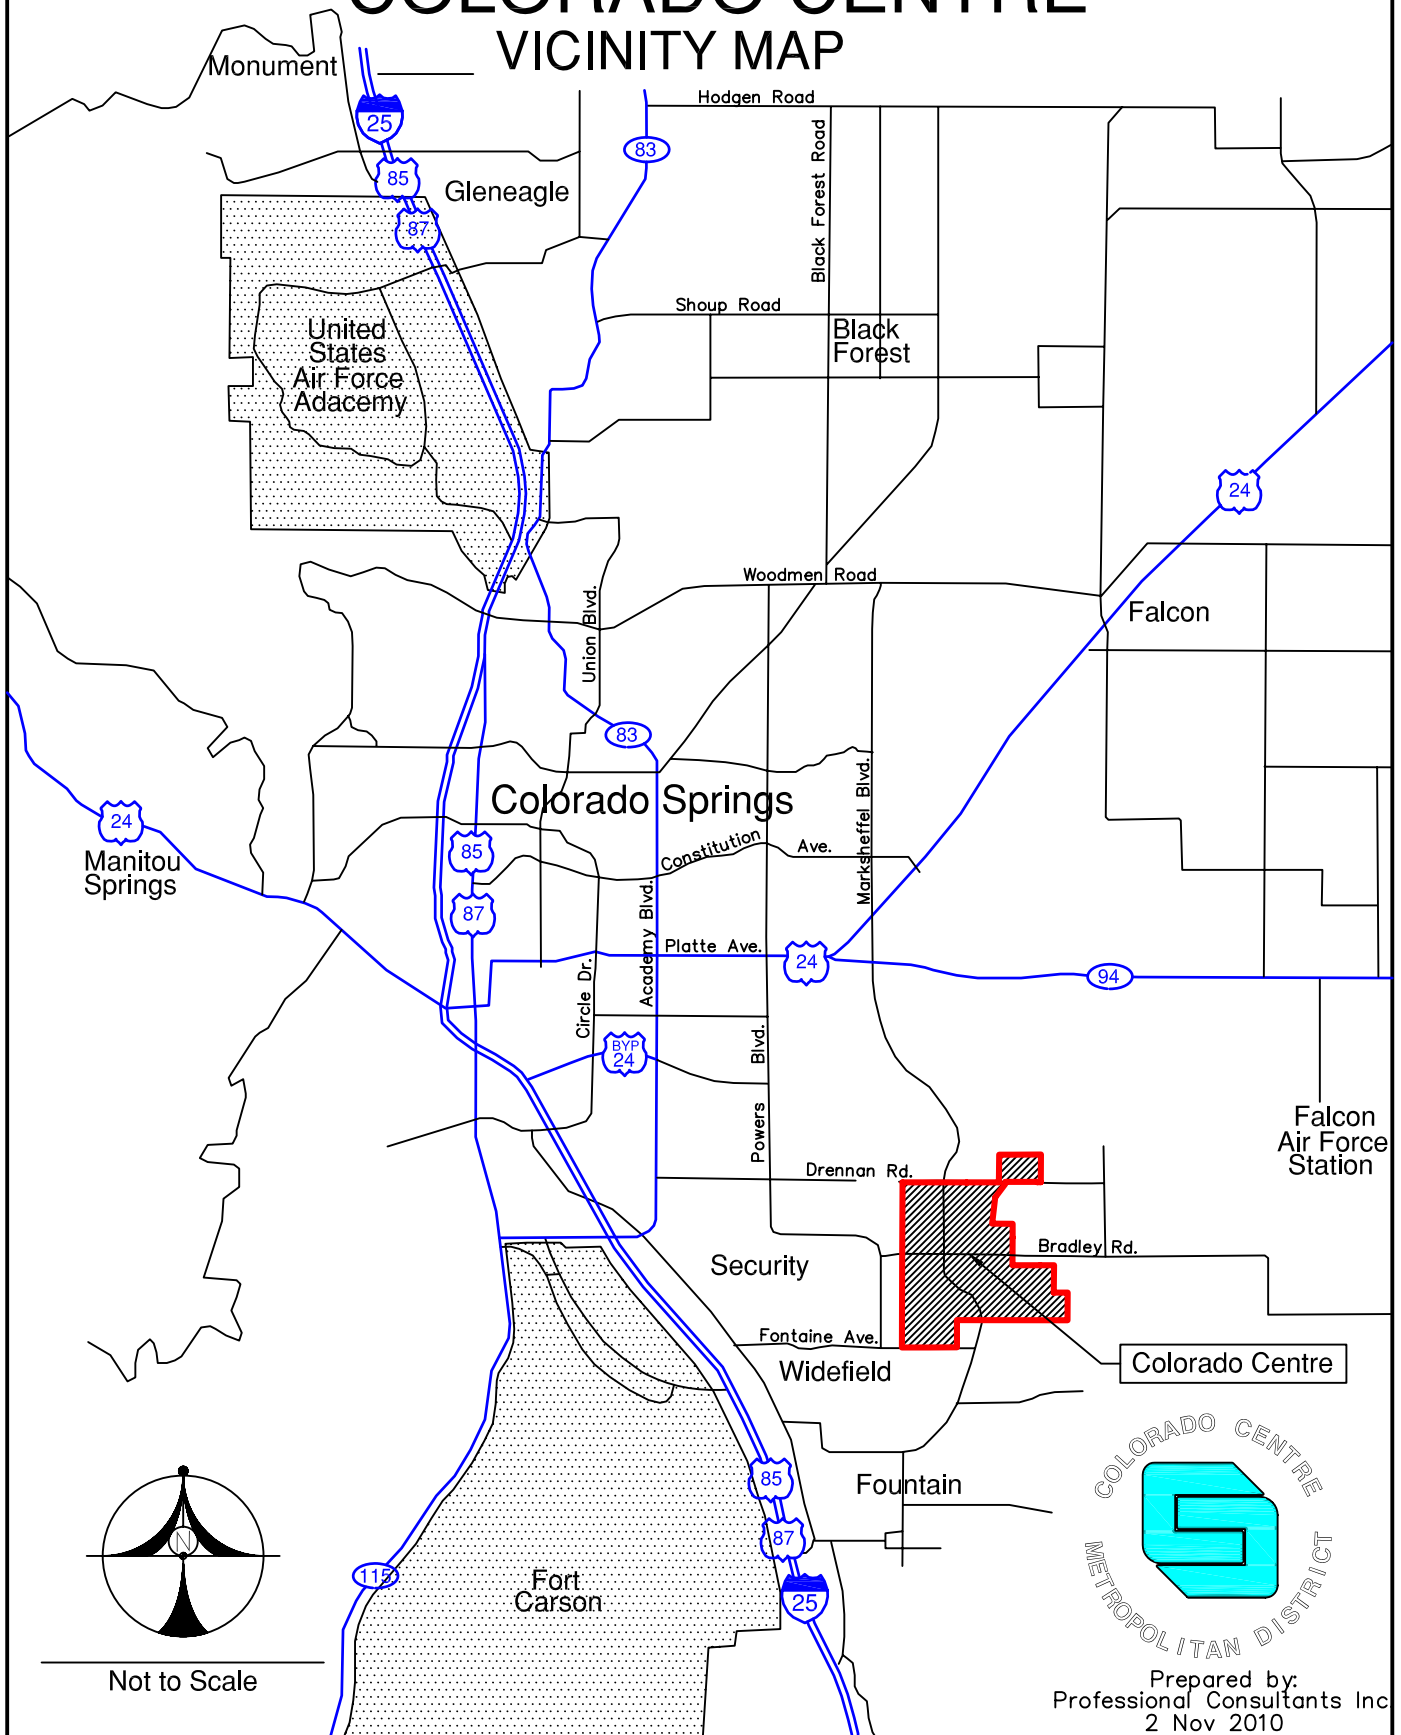 COLORADO CENTRE
VICINITY MAP
Monument
Hodgen Road
25
83
Black Forest Road
85
Gleneagle
87
Shoup Road
United
States
Air Force
Adacemy
Black
Forest
24
Woodmen Road
Falcon
Union Blvd.
83
Colorado Springs
Marksheffel Blvd.
24
Manitou
Springs
85
Constitution Ave.
87
Academy Blvd.
Platte Ave.
24
94
Circle Dr.
BYP
24
Powers Blvd.
Falcon
Air Force
Station
Drennan Rd.
Bradley Rd.
Security
Fontaine Ave.
Widefield
Colorado Centre
85
Fountain
87
N
115
Fort
Carson
25
COLORADO CENTRE
METROPOLITAN DISTRICT
Not to Scale
Prepared by:
Professional Consultants Inc
2 Nov 2010